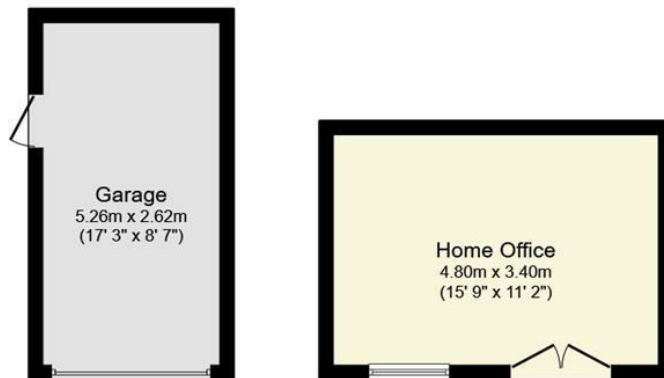 Garage
5.26m x 2.62m
(17' 3" x 8' 7")
Home Office
4.80m x 3.40m
(15' 9" x 11' 2")